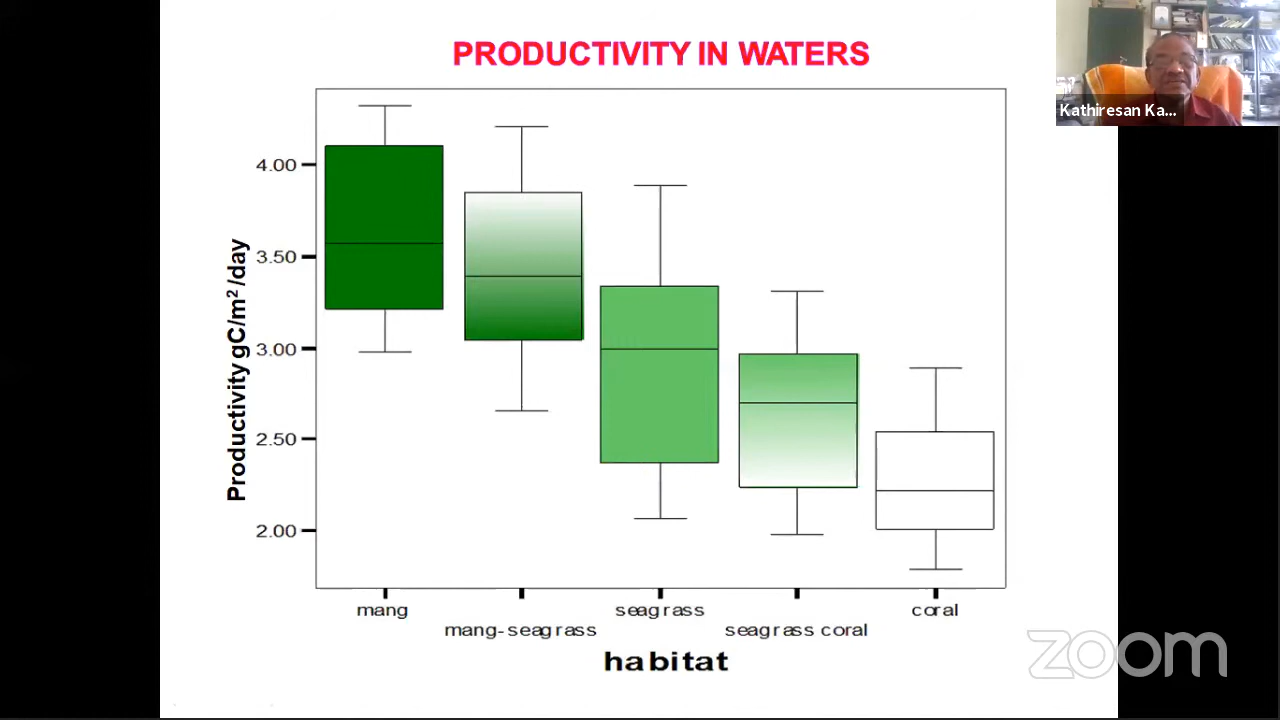 PRODUCTIVITY IN WATERS
Kathiresan Ka...
Productivity gC/m²/day
4.00
3.50
3.00
2.50
2.00
mang
mang-seagrass
seagrass
seagrass coral
coral
habitat
zoom